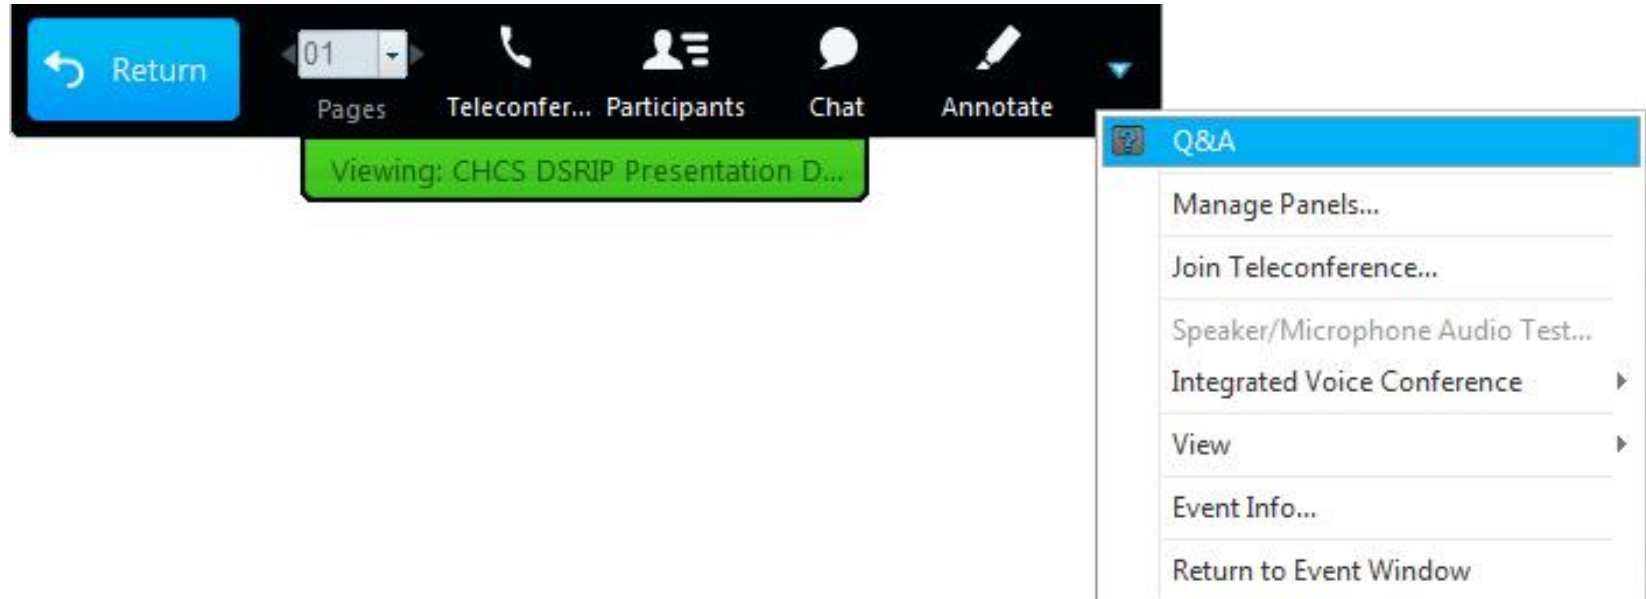 Return
01
Pages
Teleconfer...
Participants
Chat
Annotate
Viewing: CHCS DSRIP Presentation D...
Q&A
Manage Panels...
Join Teleconference...
Speaker/Microphone Audio Test...
Integrated Voice Conference
View
Event Info...
Return to Event Window